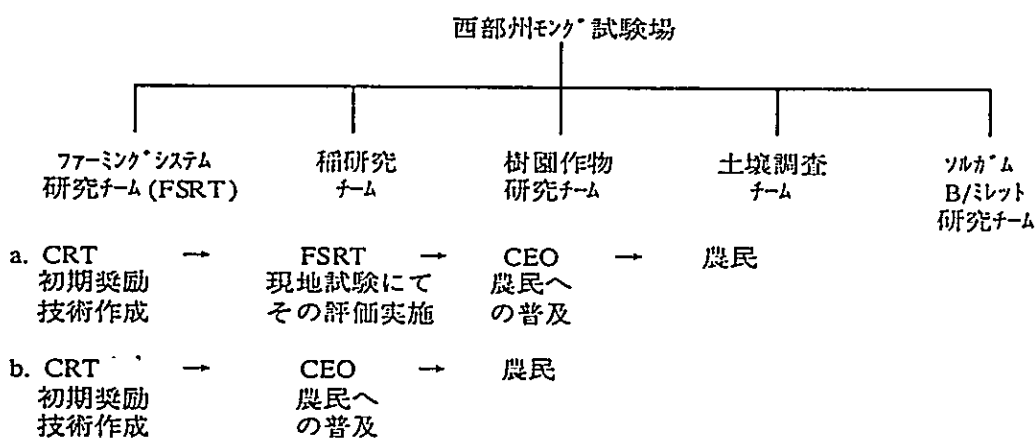 西部州モング試験場
ファーミングシステム
研究チーム(FSRT)
稲研究
チーム
樹園作物
研究チーム
土壌調査
チーム
ソルガム
B/ミレット
研究チーム
a. CRT → FSRT → CEO → 農民
初期奨励 現地試験にて 農民へ
技術作成 その評価実施 の普及
b. CRT → CEO → 農民
初期奨励 農民へ
技術作成 の普及